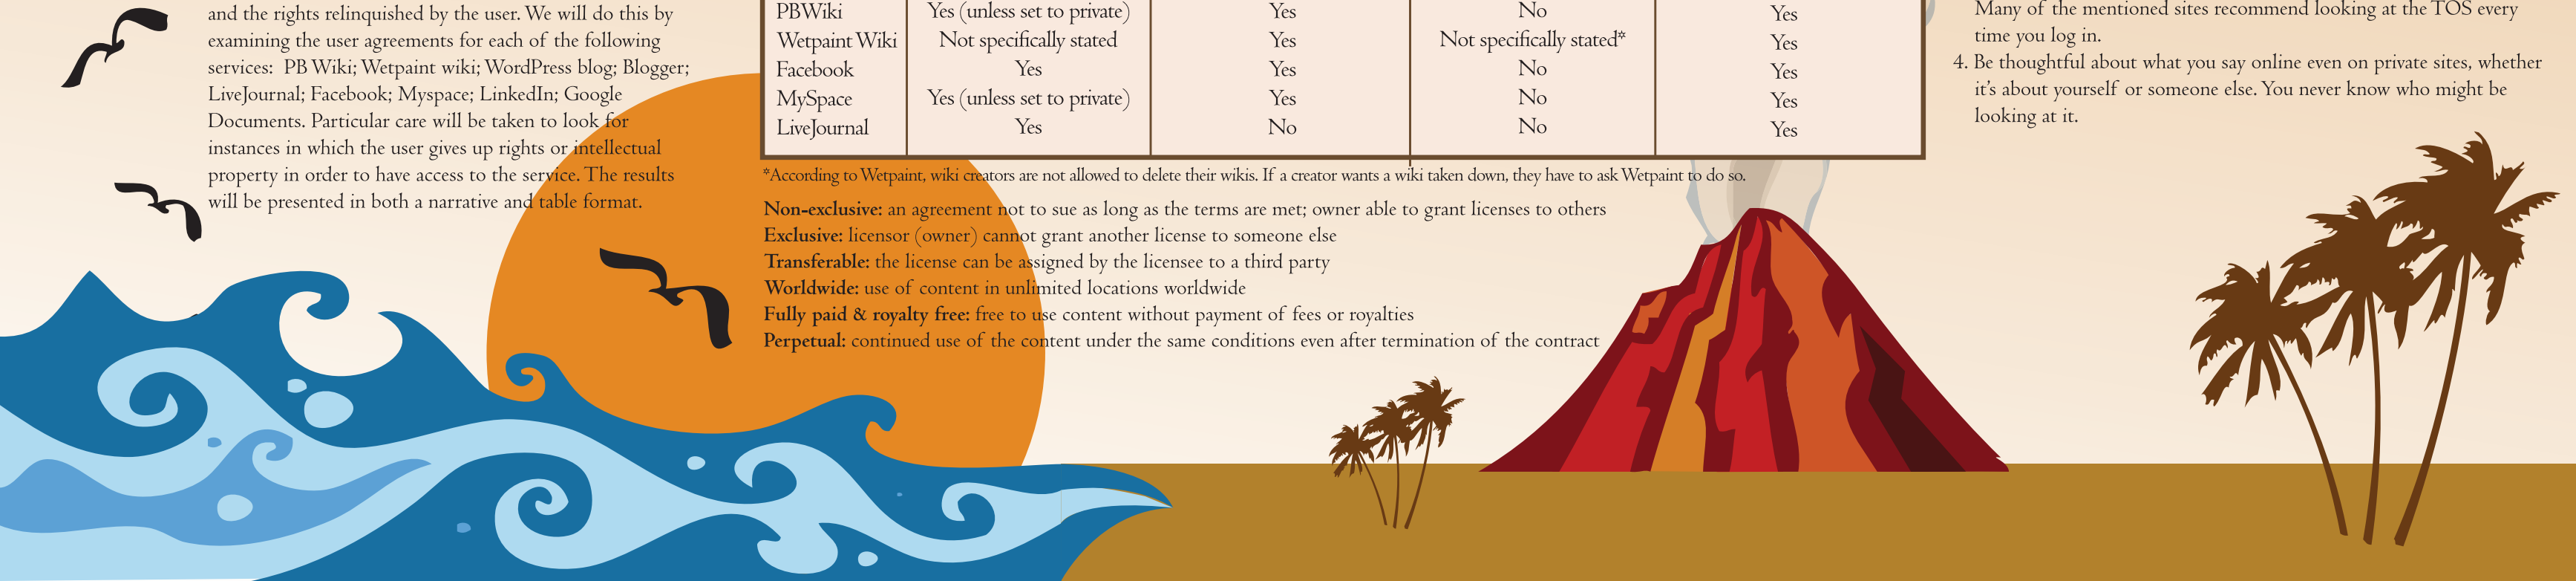 and the rights relinquished by the user. We will do this by
examining the user agreements for each of the following
services:  PB Wiki; Wetpaint wiki; WordPress blog; Blogger;
LiveJournal; Facebook; Myspace; LinkedIn; Google
Documents. Particular care will be taken to look for
instances in which the user gives up rights or intellectual
property in order to have access to the service. The results
will be presented in both a narrative and table format.
PBWiki Yes (unless set to private) Yes No Yes
Wetpaint Wiki Not specifically stated Yes Not specifically stated* Yes
Facebook Yes Yes No Yes
MySpace Yes (unless set to private) Yes No Yes
LiveJournal Yes No No Yes
*According to Wetpaint, wiki creators are not allowed to delete their wikis. If a creator wants a wiki taken down, they have to ask Wetpaint to do so.
Non-exclusive: an agreement not to sue as long as the terms are met; owner able to grant licenses to others
Exclusive: licensor (owner) cannot grant another license to someone else
Transferable: the license can be assigned by the licensee to a third party
Worldwide: use of content in unlimited locations worldwide
Fully paid & royalty free: free to use content without payment of fees or royalties
Perpetual: continued use of the content under the same conditions even after termination of the contract
Many of the mentioned sites recommend looking at the TOS every
time you log in.
4. Be thoughtful about what you say online even on private sites, whether
it's about yourself or someone else. You never know who might be
looking at it.